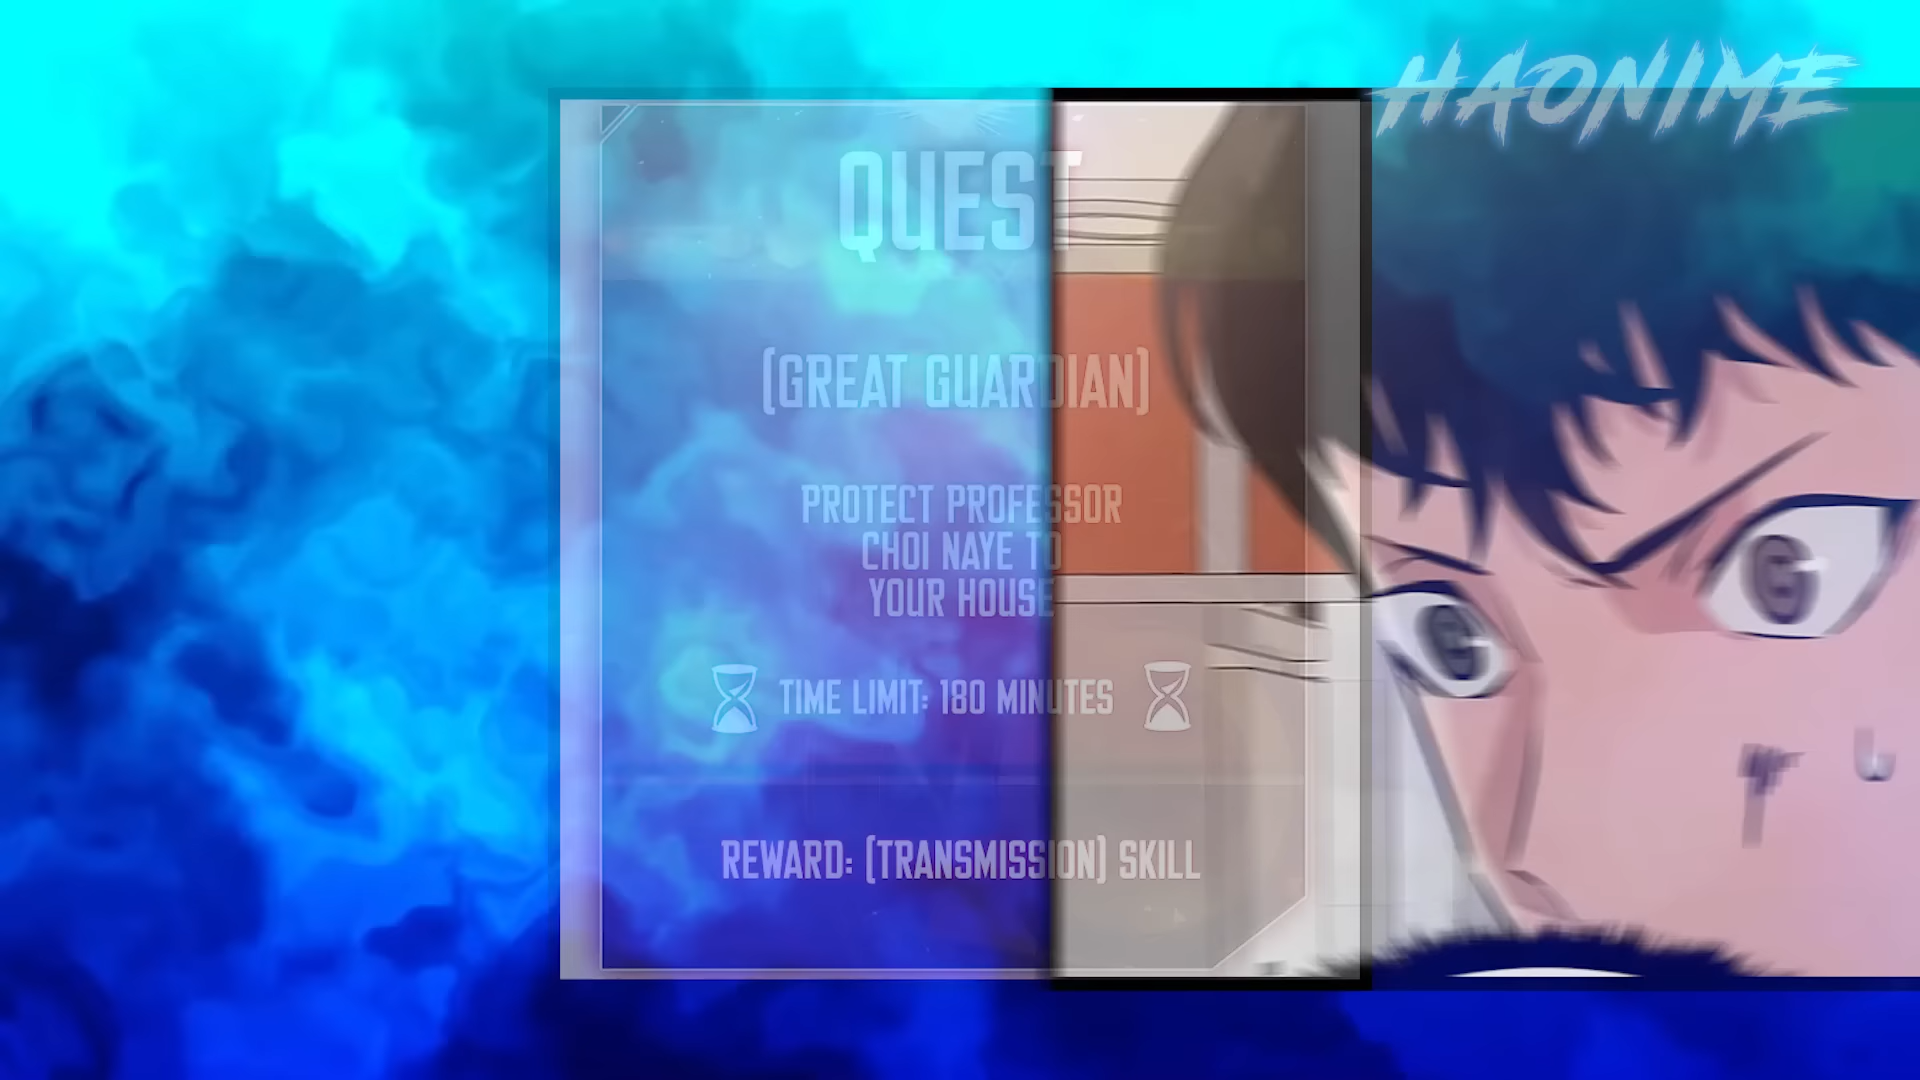 HAONIME
QUEST
(GREAT GUARDIAN)
PROTECT PROFESSOR
CHOI NAYE TO
YOUR HOUSE
TIME LIMIT: 180 MINUTES
REWARD: (TRANSMISSION) SKILL